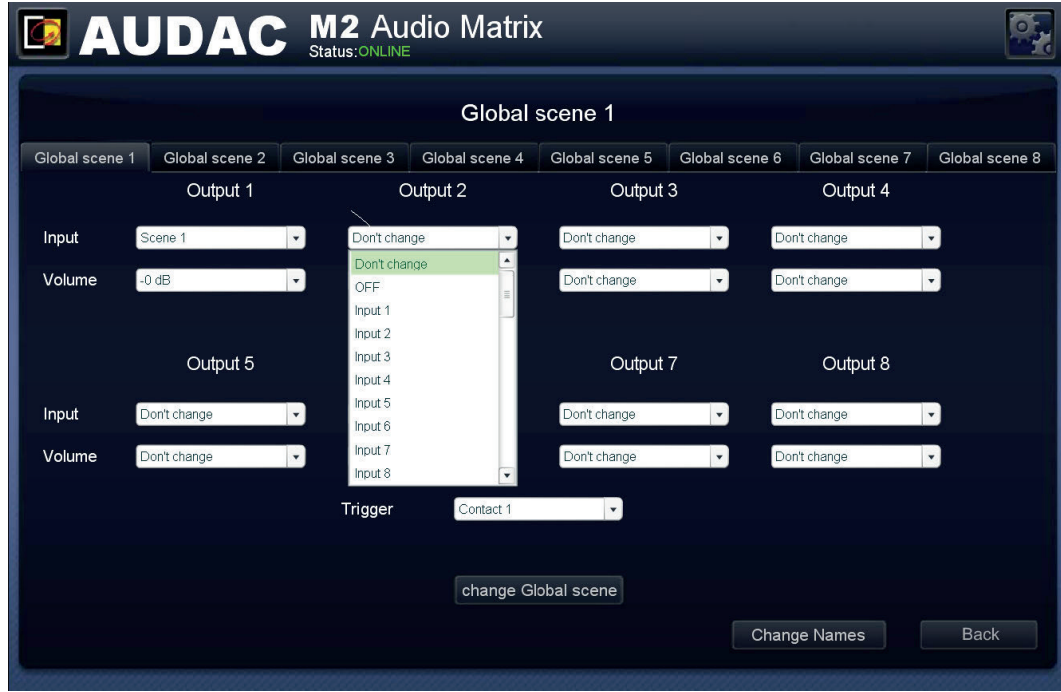 AUDAC M2 Audio Matrix
Status:ONLINE
Global scene 1
Global scene 1 Global scene 2 Global scene 3 Global scene 4 Global scene 5 Global scene 6 Global scene 7 Global scene 8
Output 1 Output 2 Output 3 Output 4
Input Scene 1 Don't change Don't change Don't change
Don't change
Volume -0 dB Don't change Don't change
OFF
Input 1
Input 2
Input 3
Output 5 Output 7 Output 8
Input 4
Input 5
Input Don't change Don't change Don't change
Input 6
Input 7
Volume Don't change Don't change Don't change
Input 8
Trigger Contact 1
change Global scene
Change Names Back